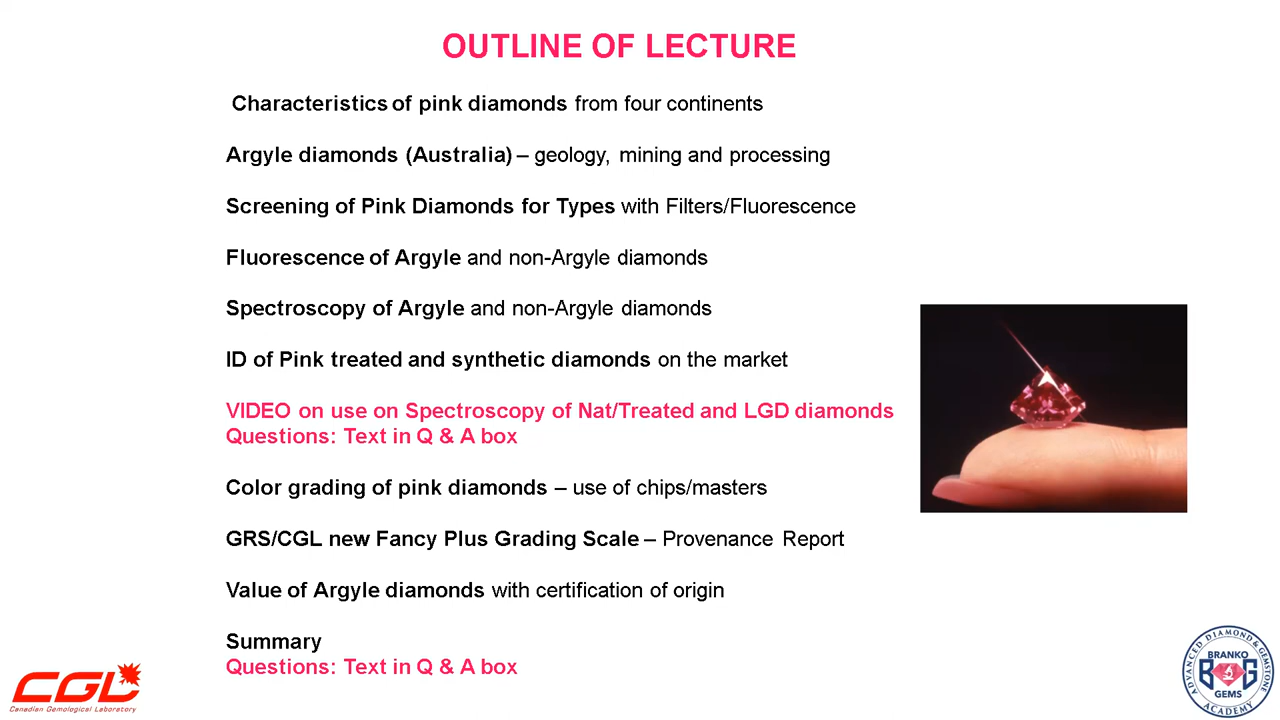 OUTLINE OF LECTURE
Characteristics of pink diamonds from four continents
Argyle diamonds (Australia) – geology, mining and processing
Screening of Pink Diamonds for Types with Filters/Fluorescence
Fluorescence of Argyle and non-Argyle diamonds
Spectroscopy of Argyle and non-Argyle diamonds
ID of Pink treated and synthetic diamonds on the market
VIDEO on use on Spectroscopy of Nat/Treated and LGD diamonds
Questions: Text in Q & A box
Color grading of pink diamonds – use of chips/masters
GRS/CGL new Fancy Plus Grading Scale – Provenance Report
Value of Argyle diamonds with certification of origin
Summary
Questions: Text in Q & A box
CGL
Canadian Gemological Laboratory
ADVANCED DIAMOND & GEMSTONE
BRANKO
B G
GEMS
ACADEMY